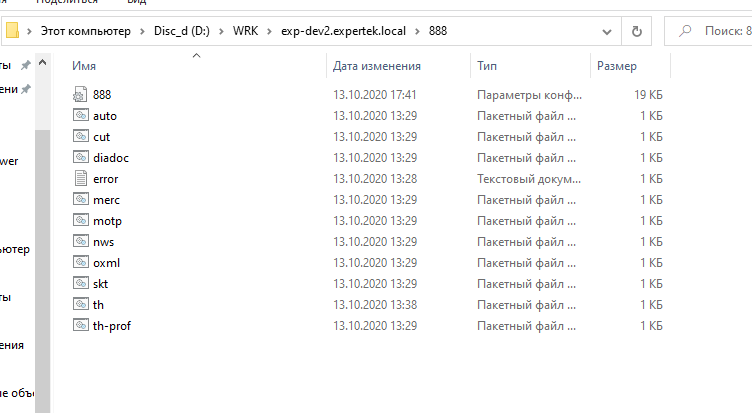 Поделиться Вид
Этот компьютер > Disc_d (D:) > WRK > exp-dev2.expertek.local > 888
Поиск: 8
Имя Дата изменения Тип Размер
888 13.10.2020 17:41 Параметры конф... 19 КБ
auto 13.10.2020 13:29 Пакетный файл ... 1 КБ
cut 13.10.2020 13:29 Пакетный файл ... 1 КБ
diadoc 13.10.2020 13:29 Пакетный файл ... 1 КБ
error 13.10.2020 13:28 Текстовый докум... 1 КБ
merc 13.10.2020 13:29 Пакетный файл ... 1 КБ
motp 13.10.2020 13:29 Пакетный файл ... 1 КБ
nws 13.10.2020 13:29 Пакетный файл ... 1 КБ
oxml 13.10.2020 13:29 Пакетный файл ... 1 КБ
skt 13.10.2020 13:29 Пакетный файл ... 1 КБ
th 13.10.2020 13:38 Пакетный файл ... 1 КБ
th-prof 13.10.2020 13:29 Пакетный файл ... 1 КБ
ты
ени
wer
ьютер
ты
ения
ые объ